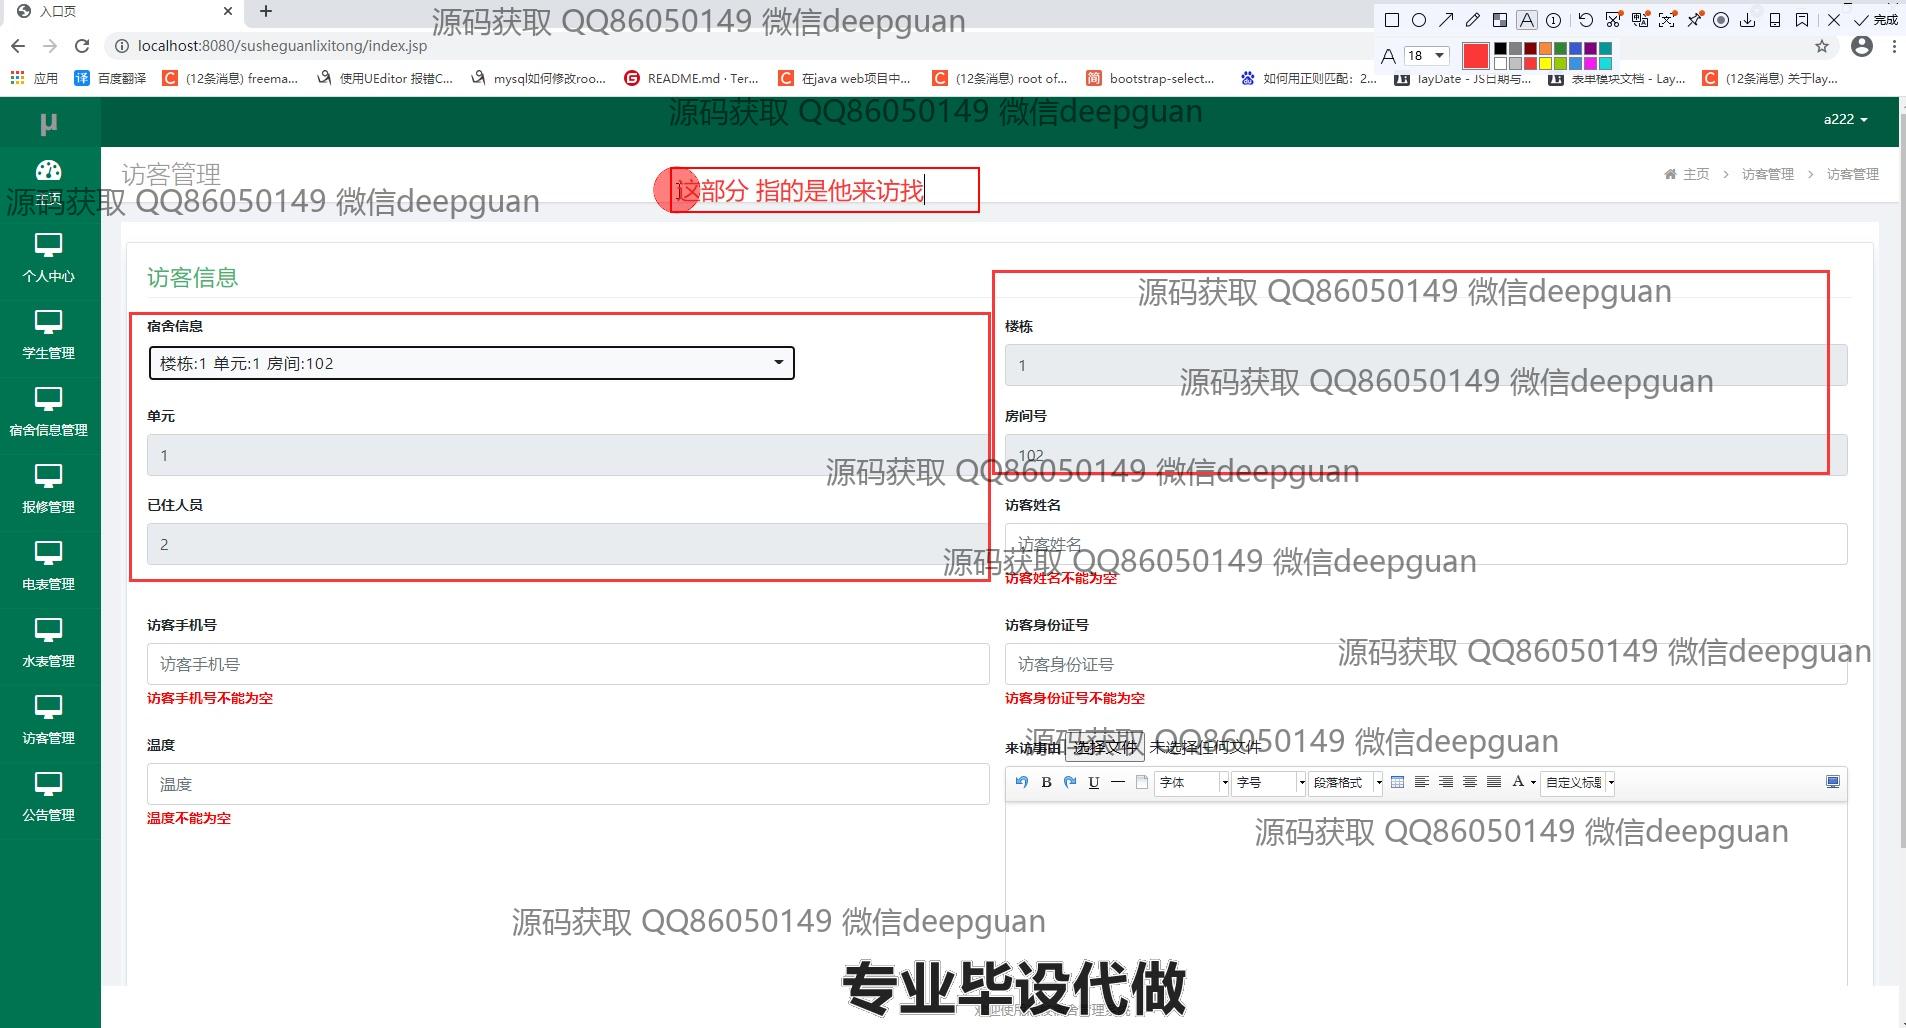 入口页
源码获取 QQ86050149 微信deepguan
完成
localhost:8080/susheguanlixitong/index.jsp
18
应用
译 百度翻译
(12条消息) freema...
使用UEditor 报错C...
mysql如何修改roo...
README.md · Ter...
在java web项目中...
(12条消息) root of...
简 bootstrap-select...
如何用正则匹配：2...
layDate - JS日期与...
表单模块文档 - Lay...
(12条消息) 关于lay...
源码获取 QQ86050149 微信deepguan
μ
a222
主页
访客管理
这部分 指的是他来访找
主页 > 访客管理 > 访客管理
源码获取 QQ86050149 微信deepguan
个人中心
学生管理
宿舍信息管理
报修管理
电表管理
水表管理
访客管理
公告管理
访客信息
源码获取 QQ86050149 微信deepguan
宿舍信息
楼栋:1 单元:1 房间:102
楼栋
1
源码获取 QQ86050149 微信deepguan
单元
1
房间号
102
源码获取 QQ86050149 微信deepguan
已住人员
2
访客姓名
访客姓名
源码获取 QQ86050149 微信deepguan
访客姓名不能为空
访客手机号
访客手机号
访客手机号不能为空
访客身份证号
访客身份证号
源码获取 QQ86050149 微信deepguan
访客身份证号不能为空
温度
温度
温度不能为空
来访事由
选择文件 未选择任何文件
源码获取 QQ86050149 微信deepguan
B U 字体 字号 段落格式 A 自定义标题
源码获取 QQ86050149 微信deepguan
源码获取 QQ86050149 微信deepguan
专业毕设代做